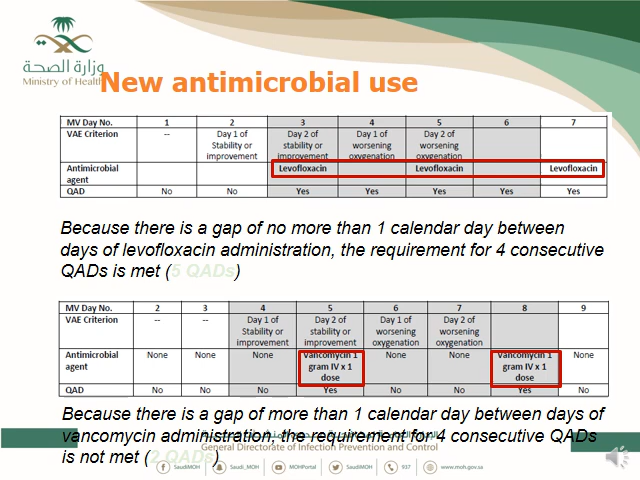 وزارة الصحة
Ministry of Health
New antimicrobial use
MV Day No. 1 2 3 4 5 6 7
VAE Criterion -- Day 1 of Stability or improvement Day 2 of stability or improvement Day 1 of worsening oxygenation Day 2 of worsening oxygenation
Antimicrobial agent Levofloxacin Levofloxacin Levofloxacin
QAD No No Yes Yes Yes Yes Yes
Because there is a gap of no more than 1 calendar day between
days of levofloxacin administration, the requirement for 4 consecutive
QADs is met (5 QADs)
MV Day No. 2 3 4 5 6 7 8 9
VAE Criterion -- -- Day 1 of Stability or improvement Day 2 of stability or improvement Day 1 of worsening oxygenation Day 2 of worsening oxygenation
Antimicrobial agent None None None Vancomycin 1 gram IV x 1 dose None None Vancomycin 1 gram IV x 1 dose None
QAD No No No Yes No No Yes No
Because there is a gap of more than 1 calendar day between days of
vancomycin administration, the requirement for 4 consecutive QADs
General Directorate of Infection Prevention and Control
is not met (2 QADs)
SaudiMOH Saudi_MOH MOHPortal SaudiMOH 937 www.moh.gov.sa